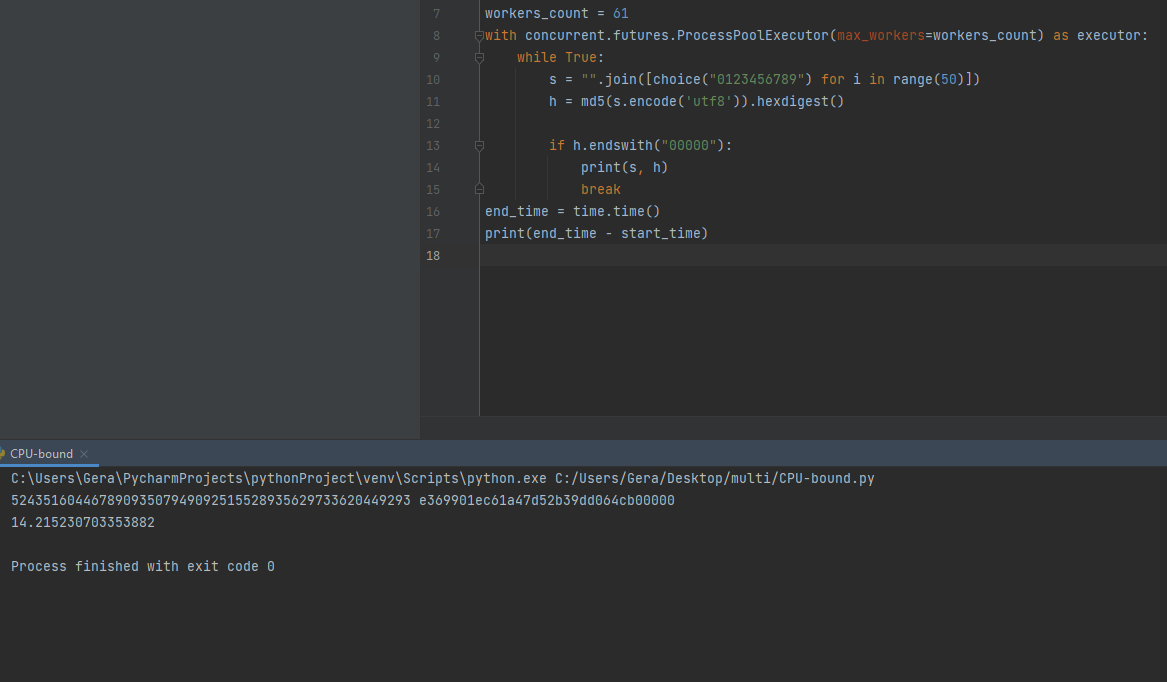 7 workers_count = 61
8 with concurrent.futures.ProcessPoolExecutor(max_workers=workers_count) as executor:
9 while True:
10 s = "".join([choice("0123456789") for i in range(50)])
11 h = md5(s.encode('utf8')).hexdigest()
12
13 if h.endswith("00000"):
14 print(s, h)
15 break
16 end_time = time.time()
17 print(end_time - start_time)
18
CPU-bound
C:\Users\Gera\PycharmProjects\pythonProject\venv\Scripts\python.exe C:/Users/Gera/Desktop/multi/CPU-bound.py
52435160446789093507949092515528935629733620449293 e369901ec61a47d52b39dd064cb00000
14.215230703353882
Process finished with exit code 0